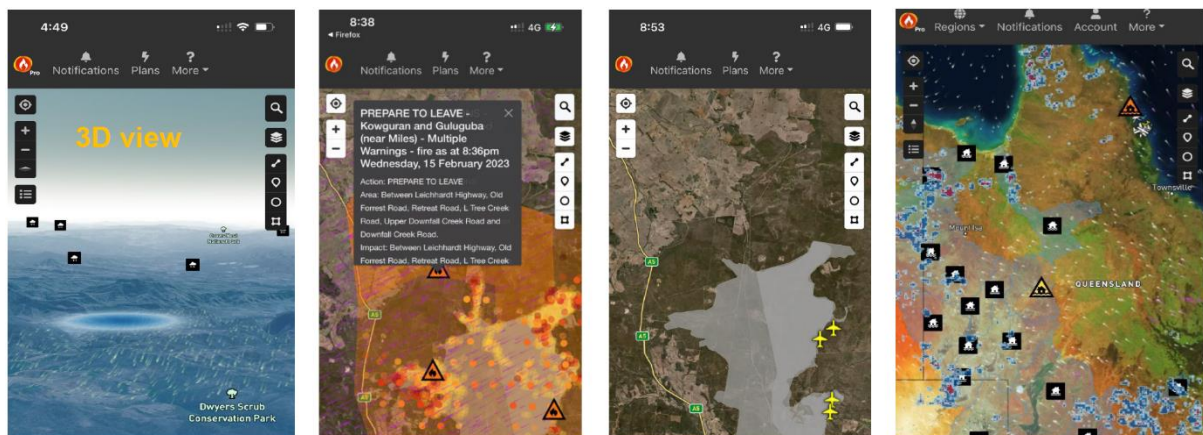 4:49
Pro
Notifications Plans More
3D view
Dwyers Scrub
Conservation Park
8:38
4G
Firefox
Notifications Plans More
PREPARE TO LEAVE -
Kowguran and Guluguba
(near Miles) - Multiple
Warnings - fire as at 8:36pm
Wednesday, 15 February 2023
Action: PREPARE TO LEAVE
Area: Between Leichhardt Highway, Old
Forrest Road, Retreat Road, L Tree Creek
Road, Upper Downfall Creek Road and
Downfall Creek Road.
Impact: Between Leichhardt Highway, Old
Forrest Road, Retreat Road, L Tree Creek
A5
A5
8:53
4G
Notifications Plans More
A5
A5
A5
Pro
Regions Notifications Account More
Townsville
Mount Isa
QUEENSLAND